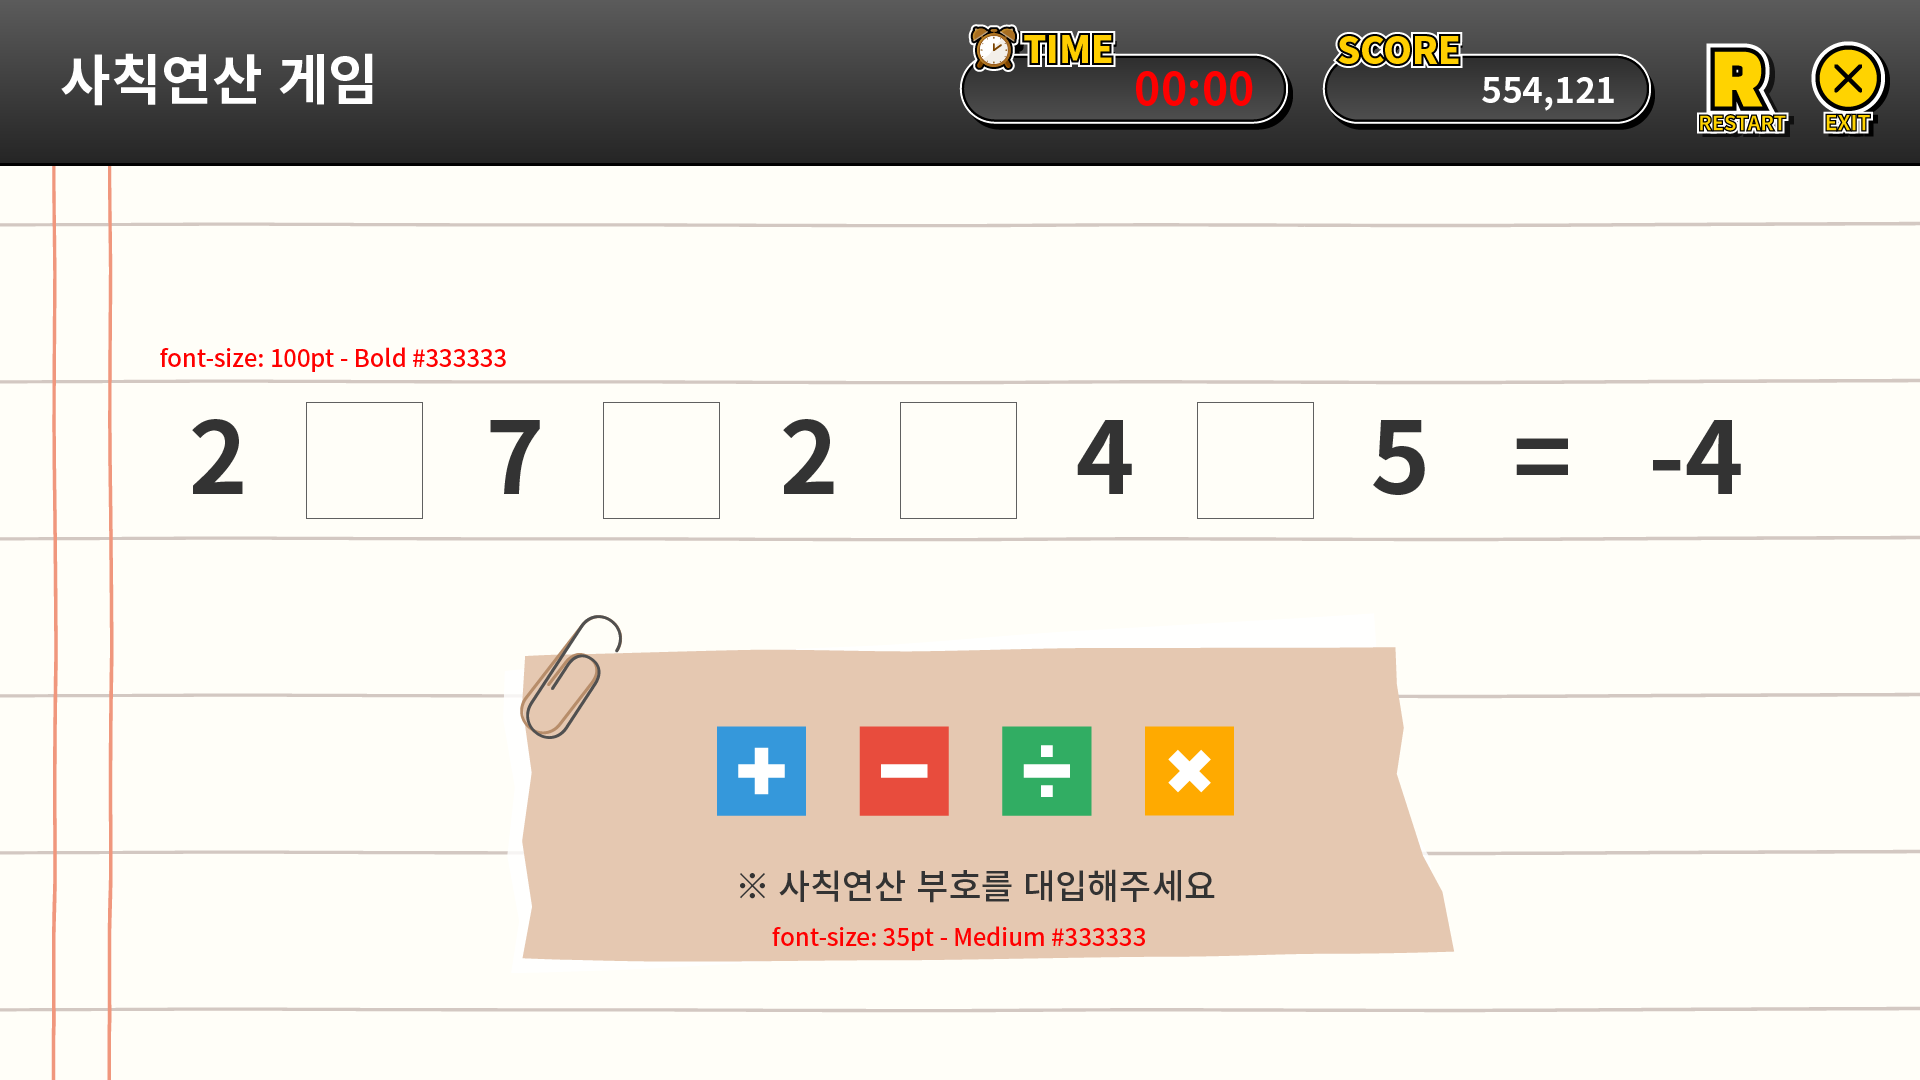 사칙연산 게임
TIME
00:00
SCORE
554,121
R
RESTART
EXIT
font-size: 100pt - Bold #333333
2 □ 7 □ 2 □ 4 □ 5 = -4
+ − ÷ ×
※ 사칙연산 부호를 대입해주세요
font-size: 35pt - Medium #333333